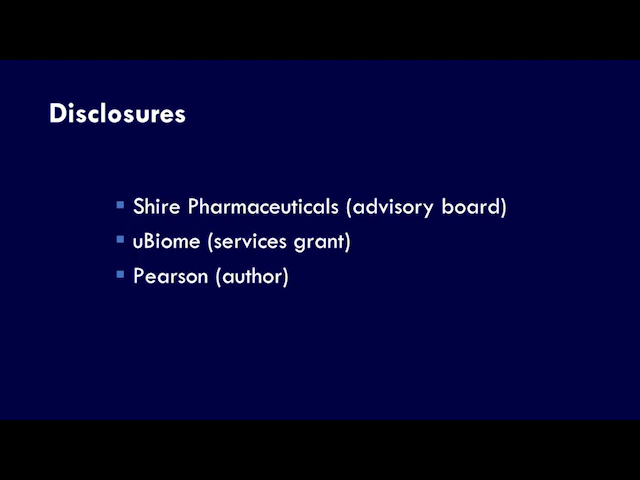 Disclosures
▪ Shire Pharmaceuticals (advisory board)
▪ uBiome (services grant)
▪ Pearson (author)